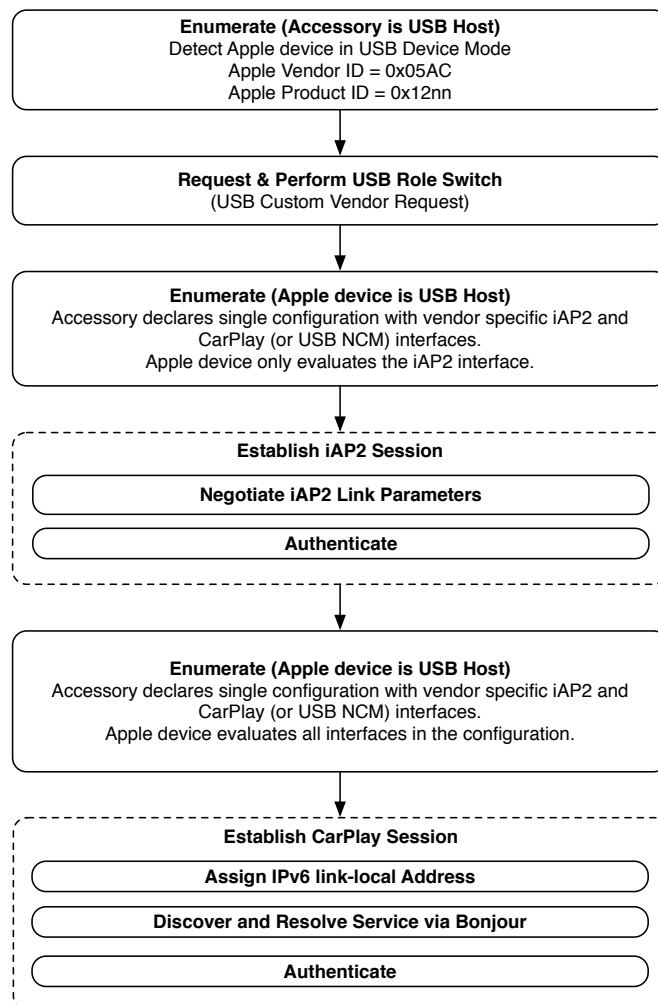 Enumerate (Accessory is USB Host)
Detect Apple device in USB Device Mode
Apple Vendor ID = 0x05AC
Apple Product ID = 0x12nn
Request & Perform USB Role Switch
(USB Custom Vendor Request)
Enumerate (Apple device is USB Host)
Accessory declares single configuration with vendor specific iAP2 and
CarPlay (or USB NCM) interfaces.
Apple device only evaluates the iAP2 interface.
Establish iAP2 Session
Negotiate iAP2 Link Parameters
Authenticate
Enumerate (Apple device is USB Host)
Accessory declares single configuration with vendor specific iAP2 and
CarPlay (or USB NCM) interfaces.
Apple device evaluates all interfaces in the configuration.
Establish CarPlay Session
Assign IPv6 link-local Address
Discover and Resolve Service via Bonjour
Authenticate